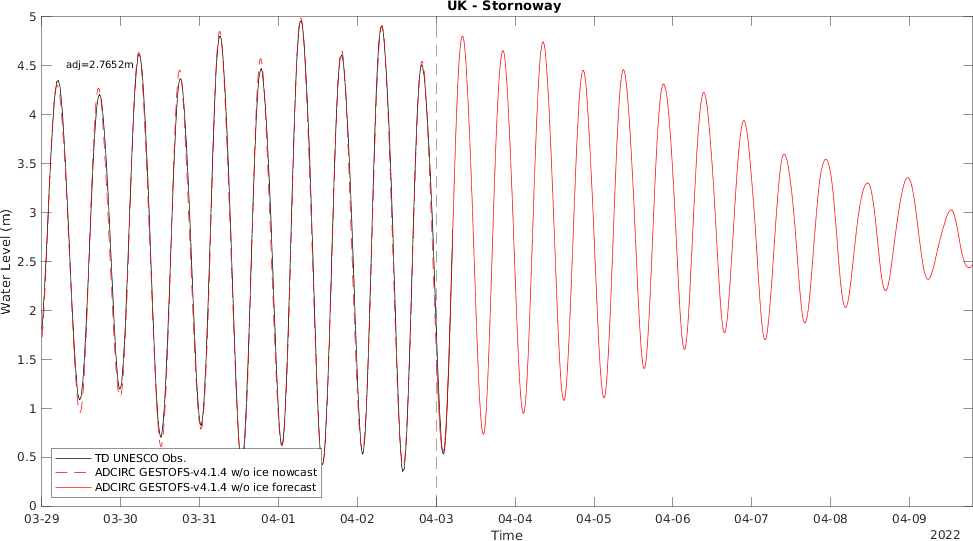 UK - Stornoway
adj=2.7652m
Water Level (m)
5
4.5
4
3.5
3
2.5
2
1.5
1
0.5
0
TD UNESCO Obs.
ADCIRC GESTOFS-v4.1.4 w/o ice nowcast
ADCIRC GESTOFS-v4.1.4 w/o ice forecast
03-29 03-30 03-31 04-01 04-02 04-03 04-04 04-05 04-06 04-07 04-08 04-09
Time
2022